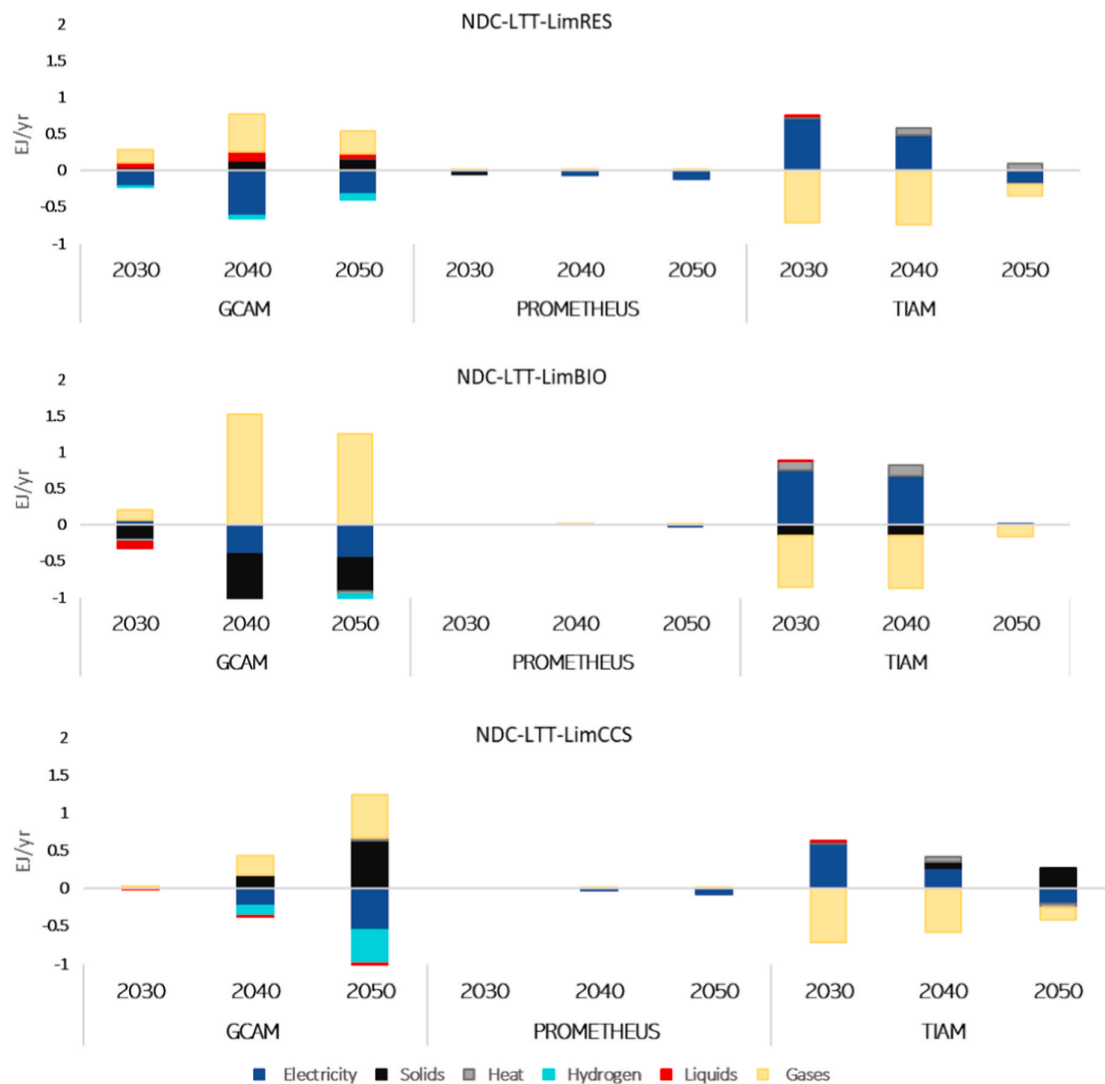 NDC-LTT-LimRES
2
1.5
1
0.5
0
-0.5
-1
EJ/yr
2030 2040 2050 2030 2040 2050 2030 2040 2050
GCAM PROMETHEUS TIAM
NDC-LTT-LimBIO
2
1.5
1
0.5
0
-0.5
-1
EJ/yr
2030 2040 2050 2030 2040 2050 2030 2040 2050
GCAM PROMETHEUS TIAM
NDC-LTT-LimCCS
2
1.5
1
0.5
0
-0.5
-1
EJ/yr
2030 2040 2050 2030 2040 2050 2030 2040 2050
GCAM PROMETHEUS TIAM
Electricity Solids Heat Hydrogen Liquids Gases